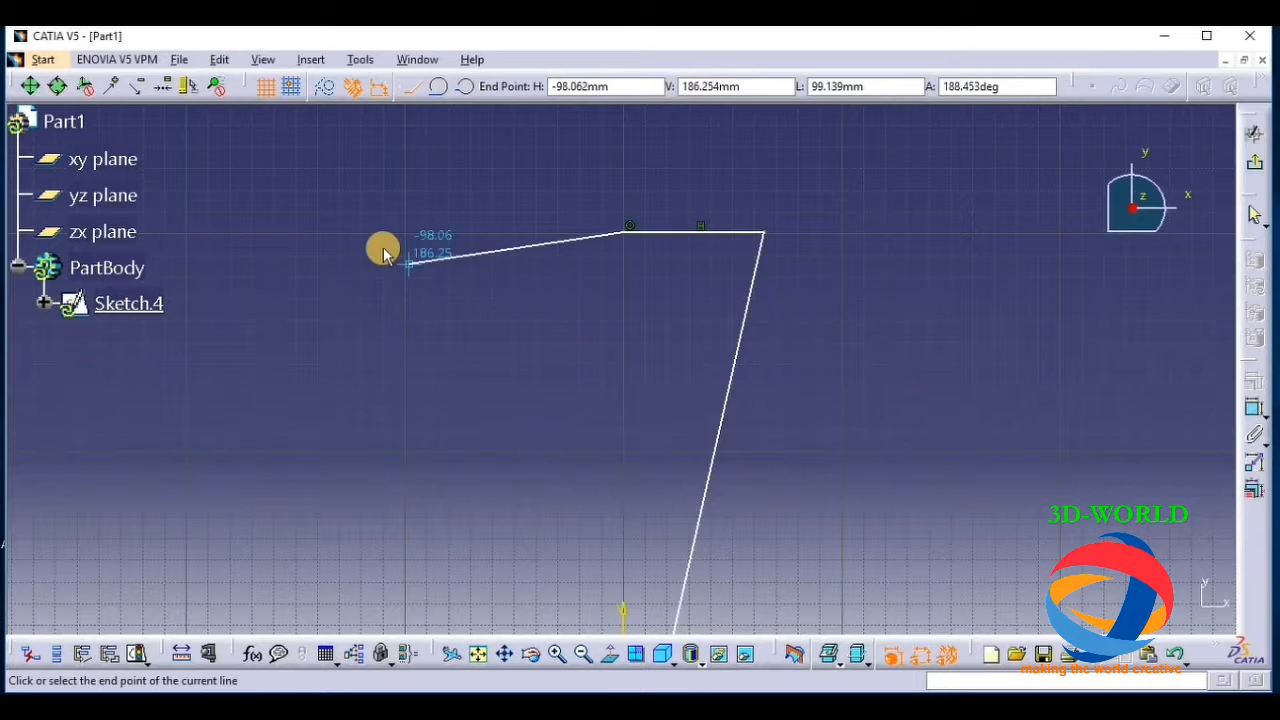 CATIA V5 - [Part1]
Start ENOVIA V5 VPM File Edit View Insert Tools Window Help
End Point: H: -98.062mm V: 186.254mm L: 99.139mm A: 188.453deg
Part1
xy plane
yz plane
zx plane
PartBody
Sketch.4
-98.06
186.25
y
x
z
3D-WORLD
making the world creative
y
x
f(x)
CATIA
Click or select the end point of the current line